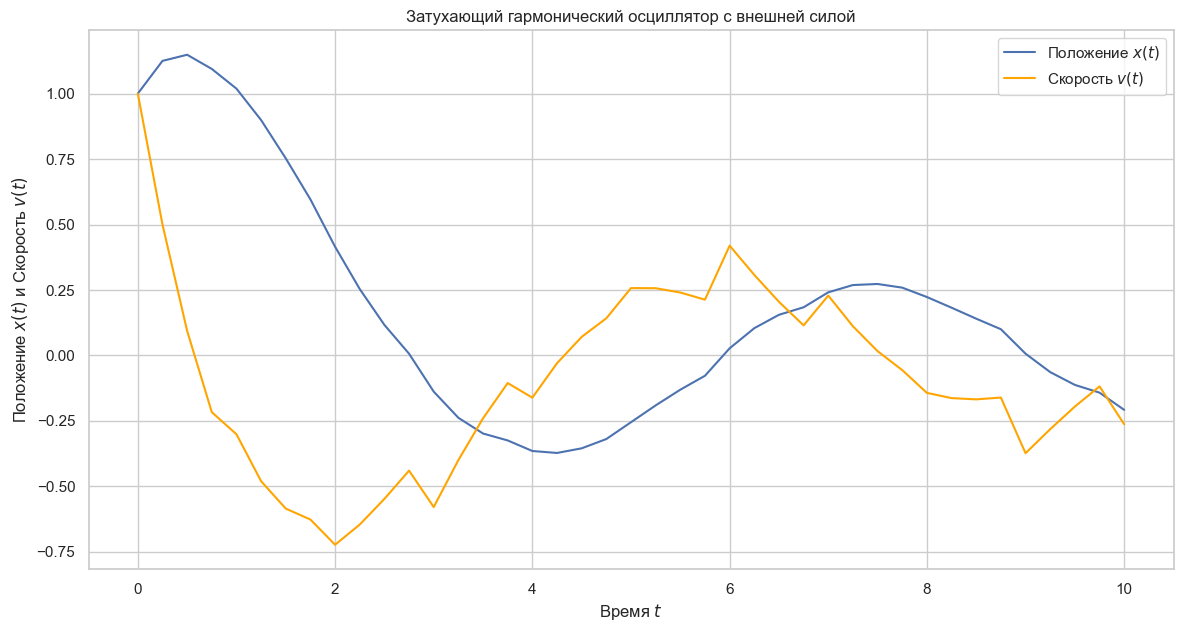 Затухающий гармонический осциллятор с внешней силой
Положение x(t)
Скорость v(t)
Положение x(t) и Скорость v(t)
1.00
0.75
0.50
0.25
0.00
−0.25
−0.50
−0.75
0 2 4 6 8 10
Время t